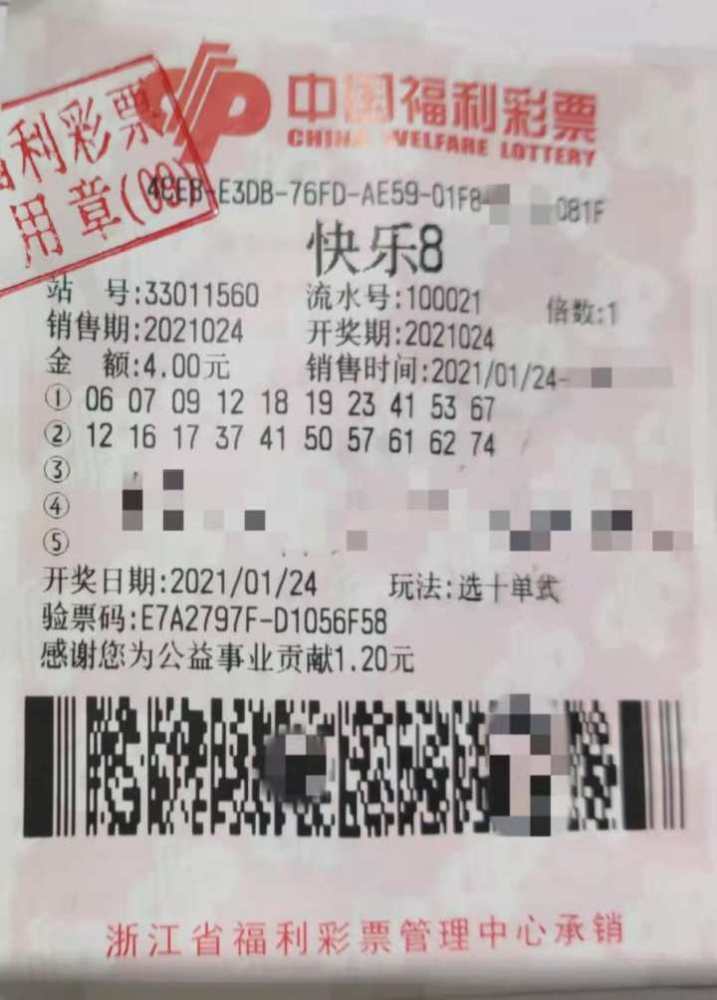 中国福利彩票
CHINA WELFARE LOTTERY
利彩票
用章(00)
E3DB-76FD-AE59-01F8 081F
快乐8
站 号:33011560 流水号:100021 倍数:1
销售期:2021024 开奖期:2021024
金 额:4.00元 销售时间:2021/01/24-
① 06 07 09 12 18 19 23 41 53 67
② 12 16 17 37 41 50 57 61 62 74
③
④
⑤
开奖日期:2021/01/24 玩法:选十单式
验票码:E7A2797F-D1056F58
感谢您为公益事业贡献1.20元
浙江省福利彩票管理中心承销